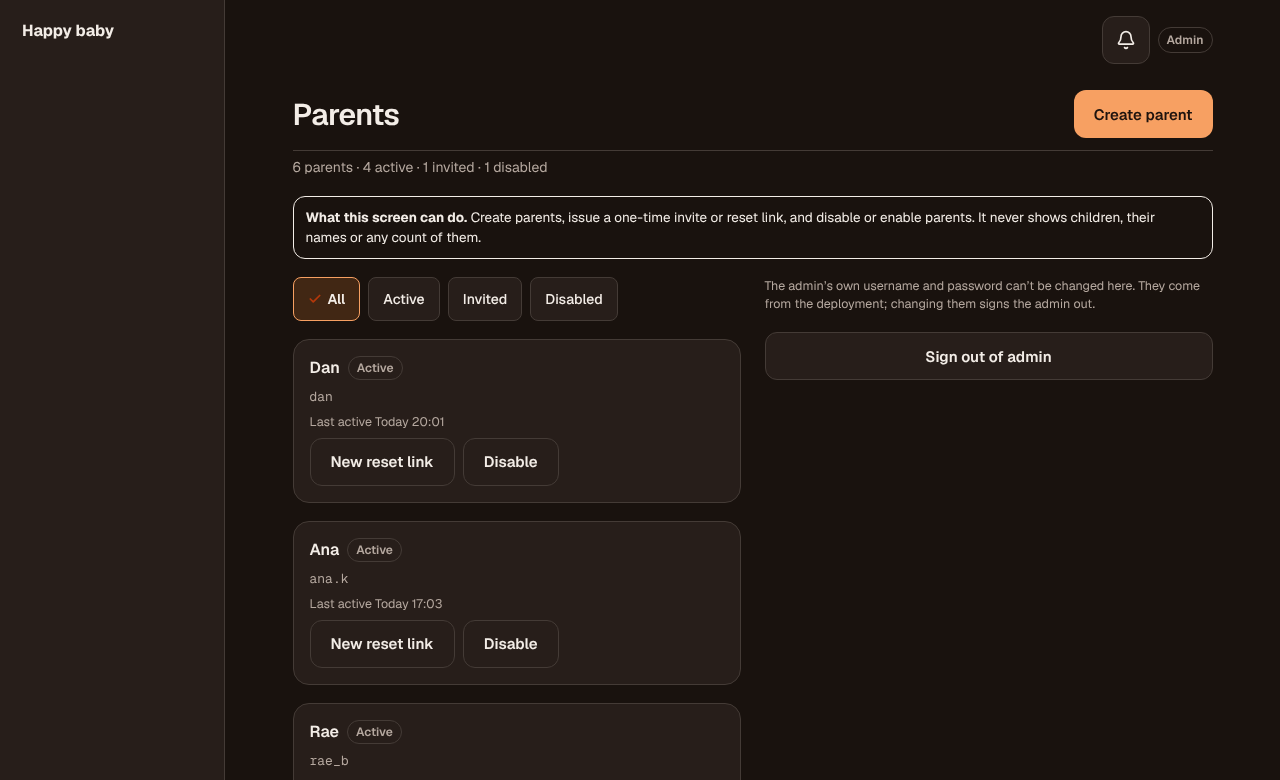 Happy baby
Admin
Parents
Create parent
6 parents · 4 active · 1 invited · 1 disabled
What this screen can do. Create parents, issue a one-time invite or reset link, and disable or enable parents. It never shows children, their
names or any count of them.
All
Active
Invited
Disabled
The admin’s own username and password can’t be changed here. They come
from the deployment; changing them signs the admin out.
Sign out of admin
Dan
Active
dan
Last active Today 20:01
New reset link
Disable
Ana
Active
ana.k
Last active Today 17:03
New reset link
Disable
Rae
Active
rae_b